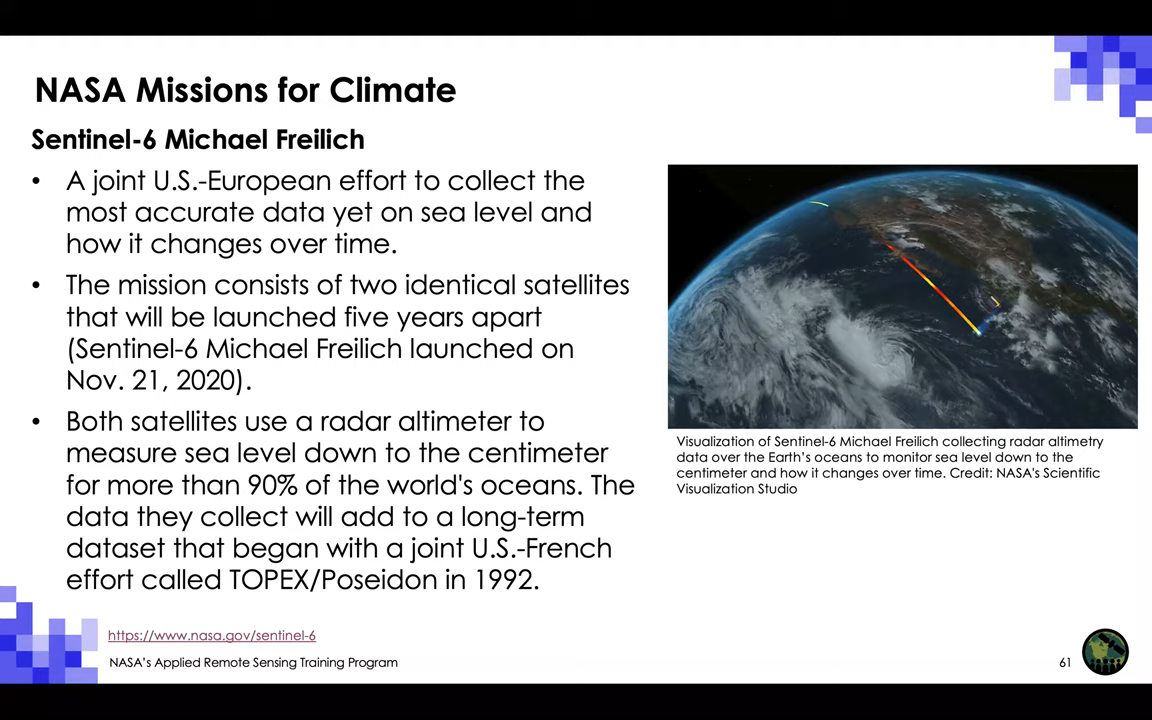 NASA Missions for Climate
Sentinel-6 Michael Freilich
• A joint U.S.-European effort to collect the
most accurate data yet on sea level and
how it changes over time.
• The mission consists of two identical satellites
that will be launched five years apart
(Sentinel-6 Michael Freilich launched on
Nov. 21, 2020).
• Both satellites use a radar altimeter to
measure sea level down to the centimeter
for more than 90% of the world's oceans. The
data they collect will add to a long-term
dataset that began with a joint U.S.-French
effort called TOPEX/Poseidon in 1992.
Visualization of Sentinel-6 Michael Freilich collecting radar altimetry
data over the Earth's oceans to monitor sea level down to the
centimeter and how it changes over time. Credit: NASA's Scientific
Visualization Studio
https://www.nasa.gov/sentinel-6
NASA's Applied Remote Sensing Training Program
61